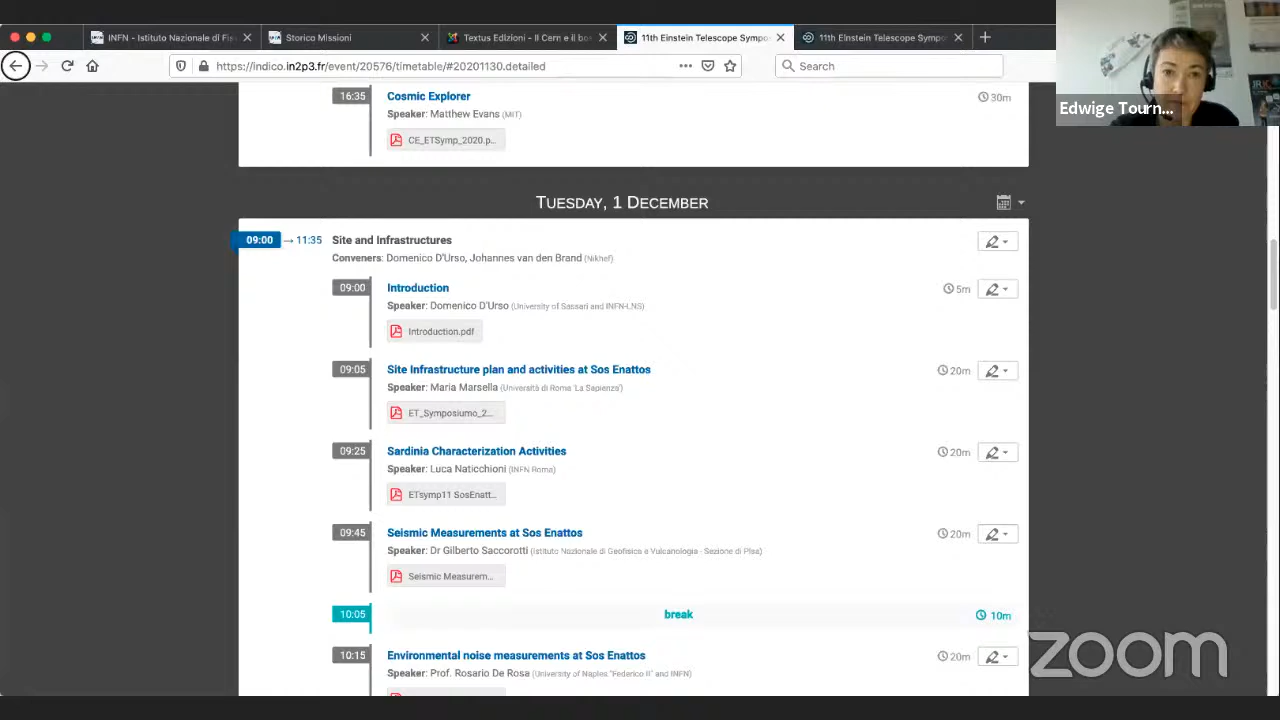 INFN - Istituto Nazionale di Fis
Storico Missioni
Textus Edizioni - Il Cern e il bos
11th Einstein Telescope Sympos
11th Einstein Telescope Sympo
https://indico.in2p3.fr/event/20576/timetable/#20201130.detailed
Search
Edwige Tourn...
16:35
Cosmic Explorer
30m
Speaker: Matthew Evans (MIT)
CE_ETSymp_2020.p...
Tuesday, 1 December
09:00 → 11:35
Site and Infrastructures
Conveners: Domenico D'Urso, Johannes van den Brand (Nikhef)
09:00
Introduction
5m
Speaker: Domenico D'Urso (University of Sassari and INFN-LNS)
Introduction.pdf
09:05
Site Infrastructure plan and activities at Sos Enattos
20m
Speaker: Maria Marsella (Università di Roma 'La Sapienza')
ET_Symposiumo_2...
09:25
Sardinia Characterization Activities
20m
Speaker: Luca Naticchioni (INFN Roma)
ETsymp11 SosEnatt...
09:45
Seismic Measurements at Sos Enattos
20m
Speaker: Dr Gilberto Saccorotti (Istituto Nazionale di Geofisica e Vulcanologia - Sezione di Pisa)
Seismic Measurem...
10:05
break
10m
10:15
Environmental noise measurements at Sos Enattos
20m
Speaker: Prof. Rosario De Rosa (University of Naples "Federico II" and INFN)
zoom